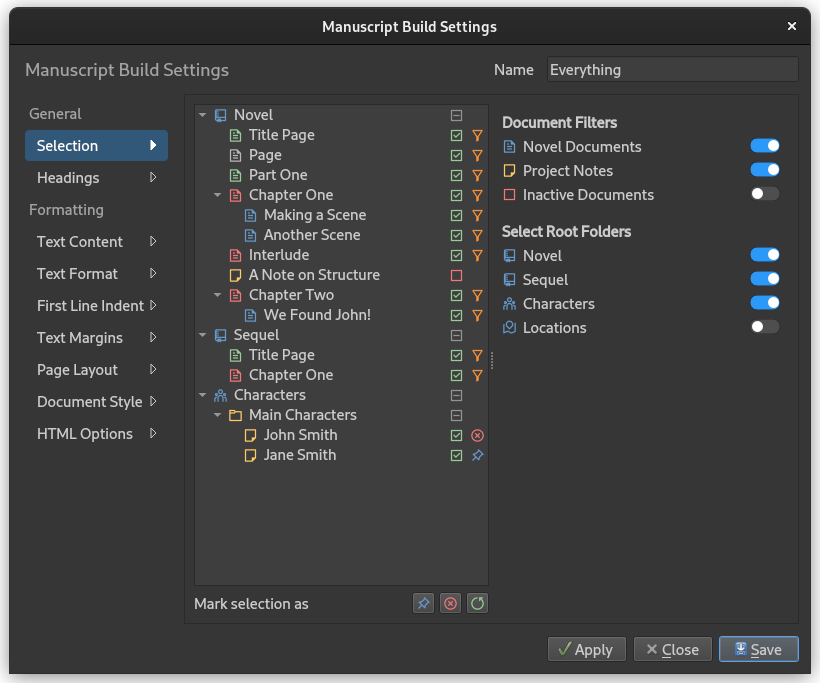 Manuscript Build Settings
Manuscript Build Settings
Name Everything
General
Selection
Headings
Formatting
Text Content
Text Format
First Line Indent
Text Margins
Page Layout
Document Style
HTML Options
Novel
Title Page
Page
Part One
Chapter One
Making a Scene
Another Scene
Interlude
A Note on Structure
Chapter Two
We Found John!
Sequel
Title Page
Chapter One
Characters
Main Characters
John Smith
Jane Smith
Mark selection as
Document Filters
Novel Documents
Project Notes
Inactive Documents
Select Root Folders
Novel
Sequel
Characters
Locations
Apply
Close
Save